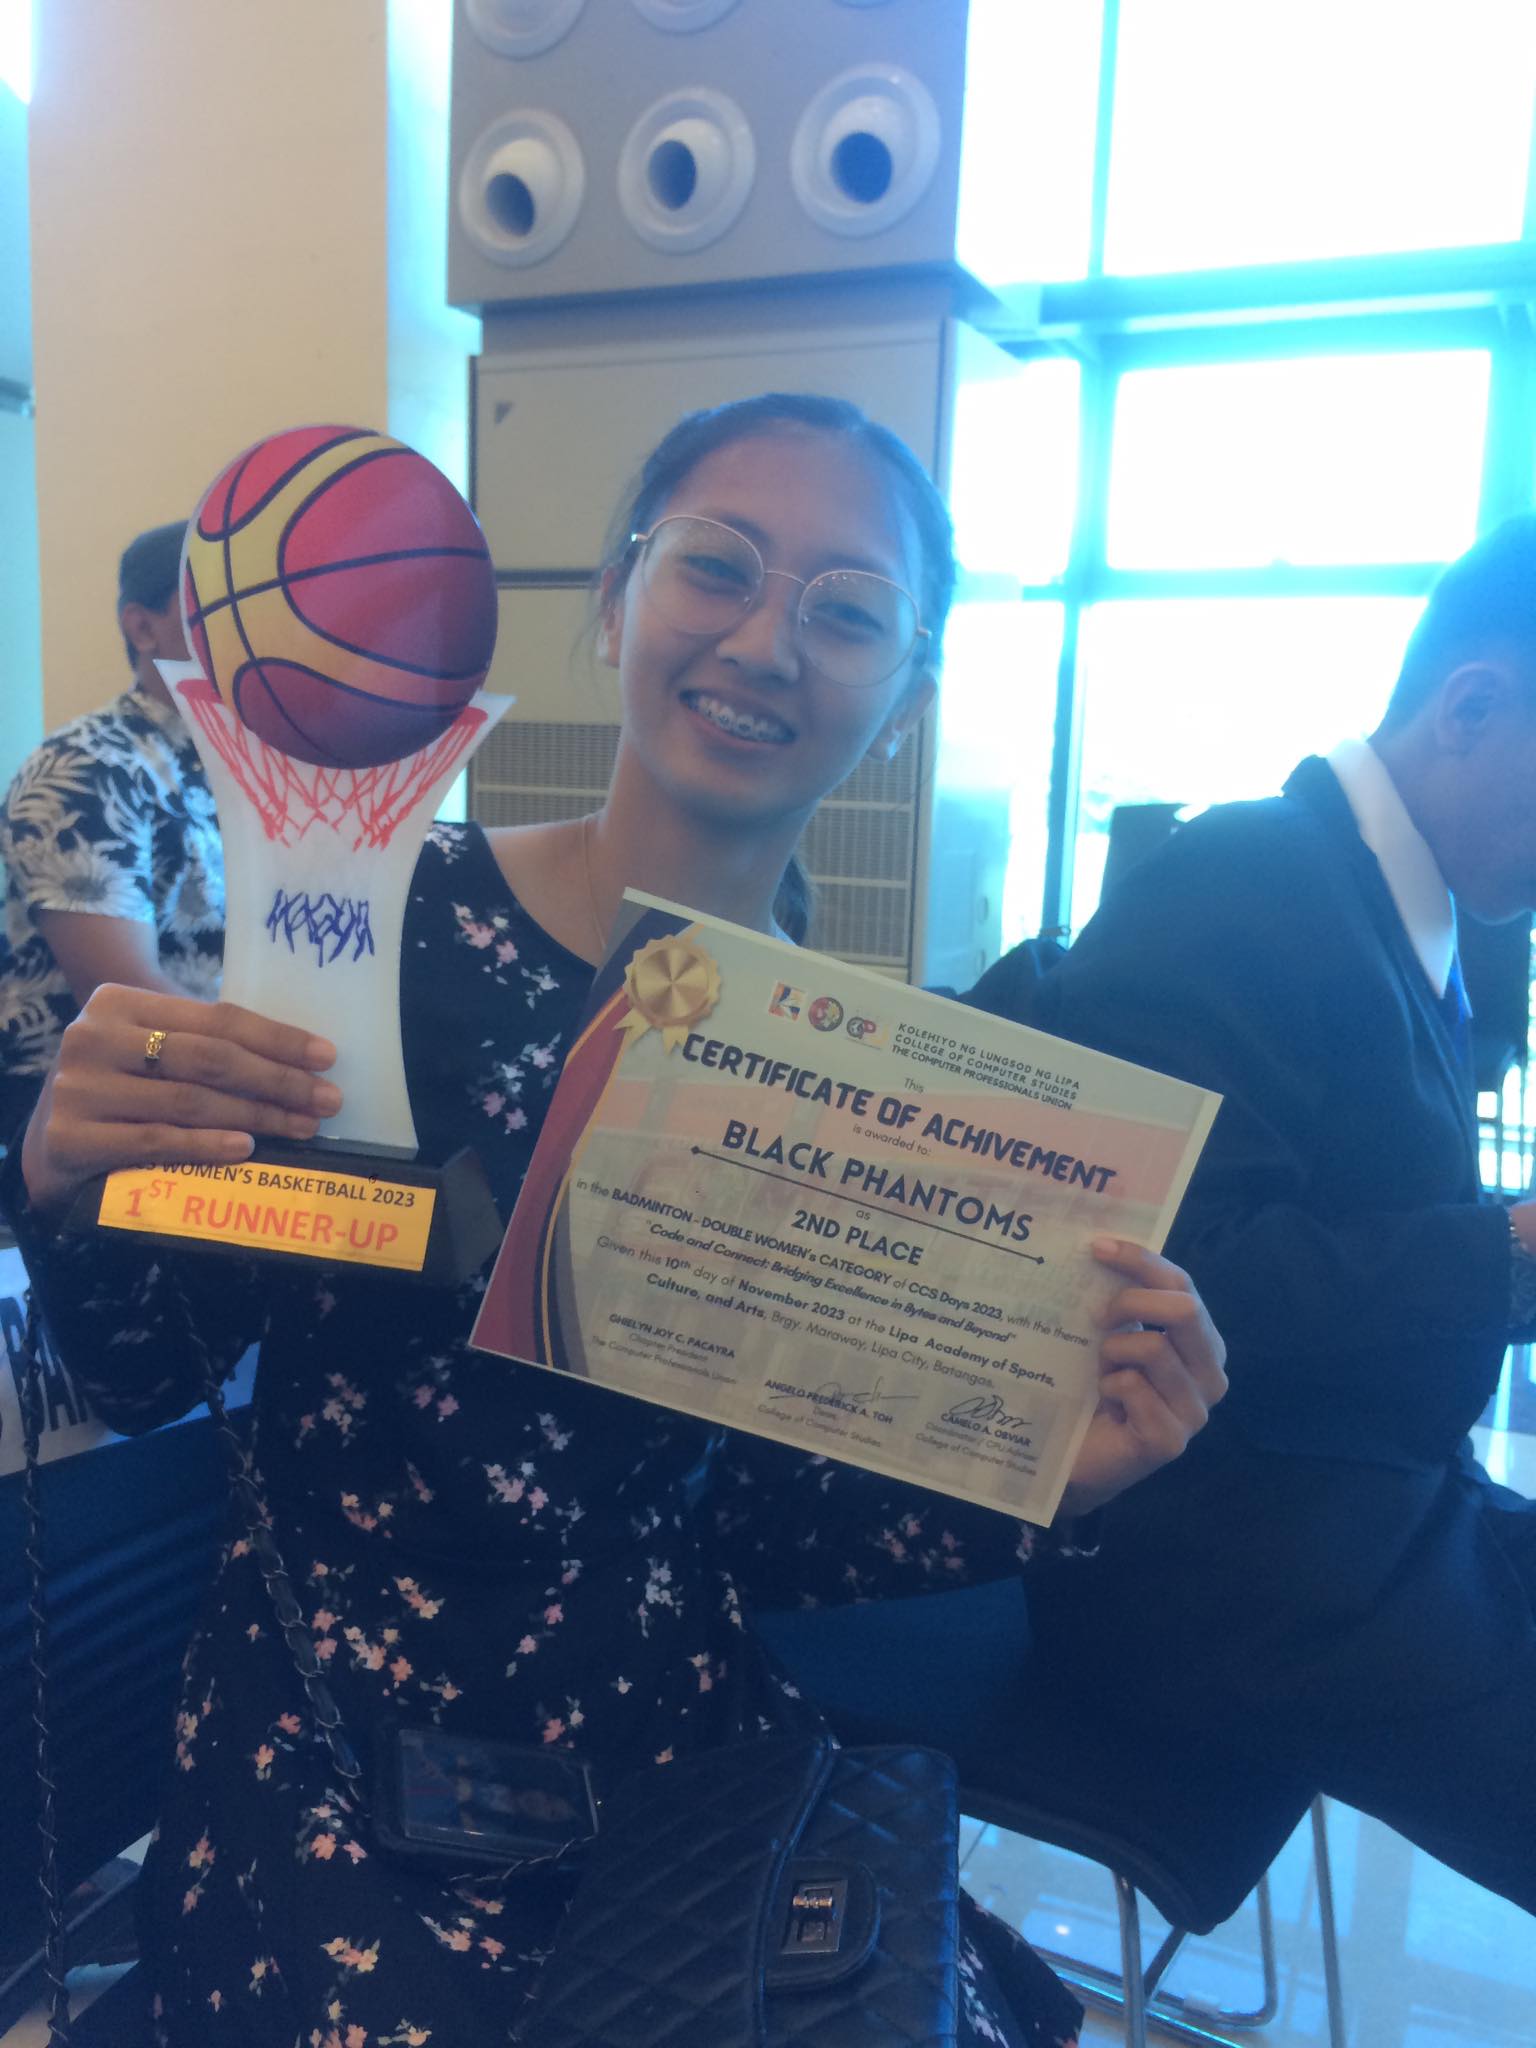 WOMEN'S BASKETBALL 2023
1ST RUNNER-UP
KOLEHIYO NG LUNGSOD NG LIPA
COLLEGE OF COMPUTER STUDIES
THE COMPUTER PROFESSIONALS UNION
CERTIFICATE OF ACHIVEMENT
This
is awarded to:
BLACK PHANTOMS
as
2ND PLACE
in the BADMINTON - DOUBLE WOMEN's CATEGORY of CCS Days 2023, with the theme:
"Code and Connect: Bridging Excellence in Bytes and Beyond"
Given this 10th day of November 2023 at the Lipa Academy of Sports,
Culture, and Arts, Brgy. Marawoy, Lipa City, Batangas.
GHIELYN JOY C. PACAYRA
Chapter President
The Computer Professionals Union
ANGELO FREDERICK A. TOH
Dean,
College of Computer Studies
CAMELO A. OBVIAR
Coordinator / CPU Adviser
College of Computer Studies